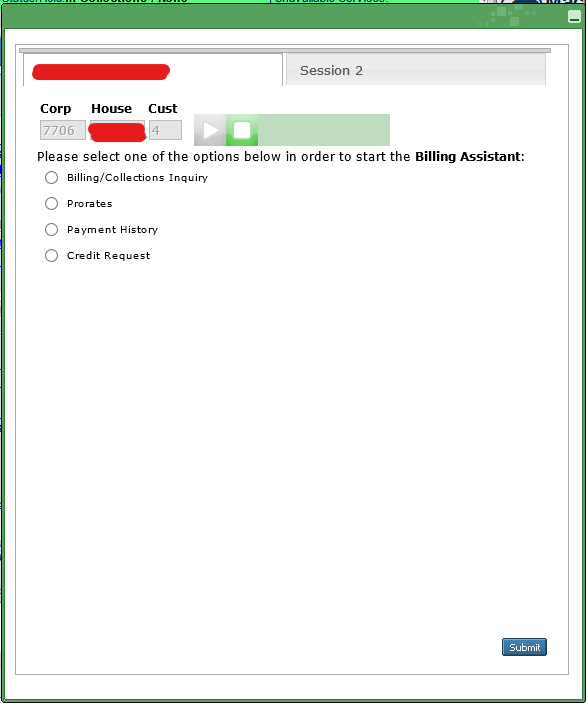 Session 2
Corp House Cust
7706 4
Please select one of the options below in order to start the Billing Assistant:
Billing/Collections Inquiry
Prorates
Payment History
Credit Request
Submit